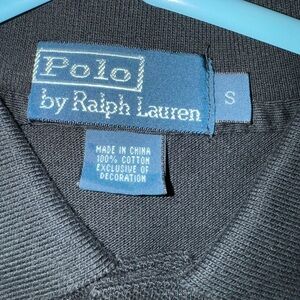 Polo
by Ralph Lauren
S
MADE IN CHINA
100% COTTON
EXCLUSIVE OF
DECORATION